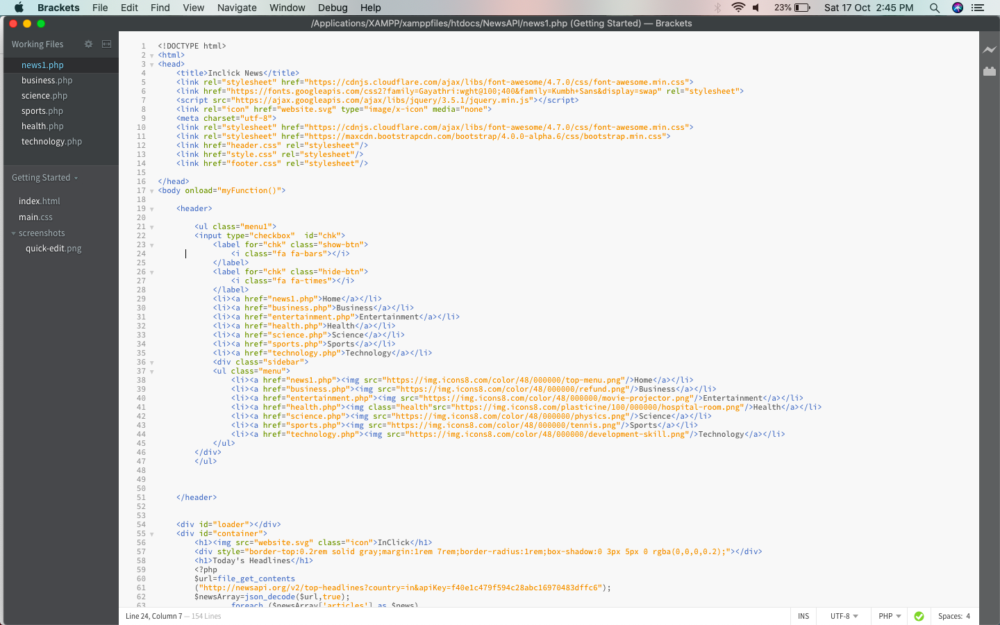 Brackets File Edit Find View Navigate Window Debug Help 23% Sat 17 Oct 2:45 PM
/Applications/XAMPP/xamppfiles/htdocs/NewsAPI/news1.php (Getting Started) — Brackets
Working Files
news1.php
business.php
science.php
sports.php
health.php
technology.php
Getting Started
index.html
main.css
screenshots
quick-edit.png
1 <!DOCTYPE html>
2 <html>
3 <head>
4 <title>Inclick News</title>
5 <link rel="stylesheet" href="https://cdnjs.cloudflare.com/ajax/libs/font-awesome/4.7.0/css/font-awesome.min.css">
6 <link href="https://fonts.googleapis.com/css2?family=Gayathri:wght@100;400&family=Kumbh+Sans&display=swap" rel="stylesheet">
7 <script src="https://ajax.googleapis.com/ajax/libs/jquery/3.5.1/jquery.min.js"></script>
8 <link rel="icon" href="website.svg" type="image/x-icon" media="none">
9 <meta charset="utf-8">
10 <link rel="stylesheet" href="https://cdnjs.cloudflare.com/ajax/libs/font-awesome/4.7.0/css/font-awesome.min.css">
11 <link rel="stylesheet" href="https://maxcdn.bootstrapcdn.com/bootstrap/4.0.0-alpha.6/css/bootstrap.min.css">
12 <link href="header.css" rel="stylesheet"/>
13 <link href="style.css" rel="stylesheet"/>
14 <link href="footer.css" rel="stylesheet"/>
15
16 </head>
17 <body onload="myFunction()">
18
19 <header>
20
21 <ul class="menu1">
22 <input type="checkbox"  id="chk">
23 <label for="chk" class="show-btn">
24 <i class="fa fa-bars"></i>
25 </label>
26 <label for="chk" class="hide-btn">
27 <i class="fa fa-times"></i>
28 </label>
29 <li><a href="news1.php">Home</a></li>
30 <li><a href="business.php">Business</a></li>
31 <li><a href="entertainment.php">Entertainment</a></li>
32 <li><a href="health.php">Health</a></li>
33 <li><a href="science.php">Science</a></li>
34 <li><a href="sports.php">Sports</a></li>
35 <li><a href="technology.php">Technology</a></li>
36 <div class="sidebar">
37 <ul class="menu">
38 <li><a href="news1.php"><img src="https://img.icons8.com/color/48/000000/top-menu.png"/>Home</a></li>
39 <li><a href="business.php"><img src="https://img.icons8.com/color/48/000000/refund.png"/>Business</a></li>
40 <li><a href="entertainment.php"><img src="https://img.icons8.com/color/48/000000/movie-projector.png"/>Entertainment</a></li>
41 <li><a href="health.php"><img class="health"src="https://img.icons8.com/plasticine/100/000000/hospital-room.png"/>Health</a></li>
42 <li><a href="science.php"><img src="https://img.icons8.com/color/48/000000/physics.png"/>Science</a></li>
43 <li><a href="sports.php"><img src="https://img.icons8.com/color/48/000000/tennis.png"/>Sports</a></li>
44 <li><a href="technology.php"><img src="https://img.icons8.com/color/48/000000/development-skill.png"/>Technology</a></li>
45 </ul>
46 </div>
47 </ul>
48
49
50
51 </header>
52
53
54 <div id="loader"></div>
55 <div id="container">
56 <h1><img src="website.svg" class="icon">InClick</h1>
57 <div style="border-top:0.2rem solid gray;margin:1rem 7rem;border-radius:1rem;box-shadow:0 3px 5px 0 rgba(0,0,0,0.2);"></div>
58 <h1>Today's Headlines</h1>
59 <?php
60 $url=file_get_contents
61 ("http://newsapi.org/v2/top-headlines?country=in&apiKey=f40e1c479f594c28abc16970483dffc6");
62 $newsArray=json_decode($url,true);
63 foreach ($newsArray['articles'] as $news)
Line 24, Column 7 — 154 Lines INS UTF-8 PHP Spaces: 4